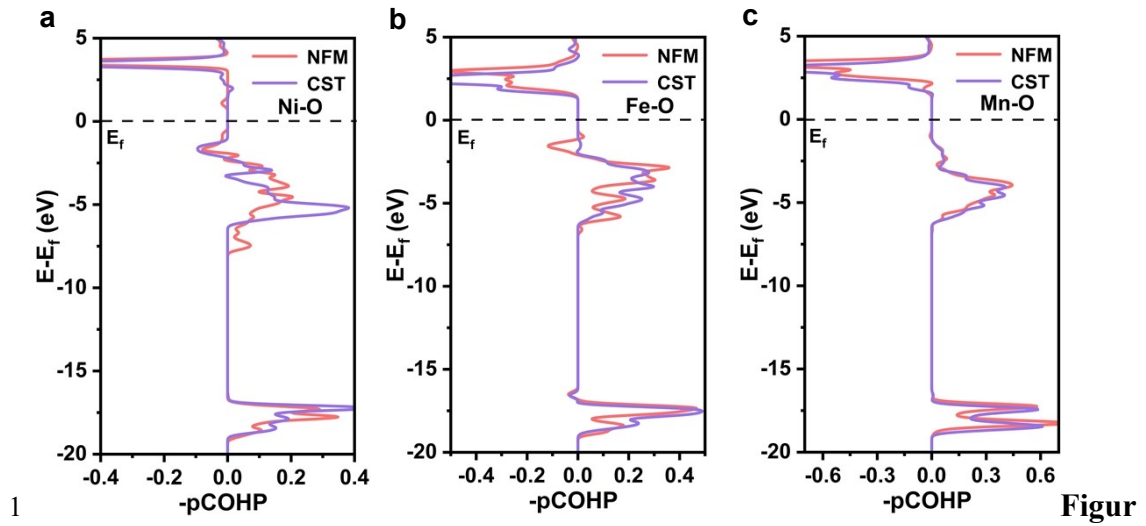 a
5
NFM
CST
Ni-O
0
Ef
-5
-10
-15
-20
E-Ef (eV)
-0.4 -0.2 0.0 0.2 0.4
-pCOHP
b
5
NFM
CST
Fe-O
0
Ef
-5
-10
-15
-20
E-Ef (eV)
-0.4 -0.2 0.0 0.2 0.4
-pCOHP
c
5
NFM
CST
Mn-O
0
Ef
-5
-10
-15
-20
E-Ef (eV)
-0.6 -0.3 0.0 0.3 0.6
-pCOHP
1 Figur